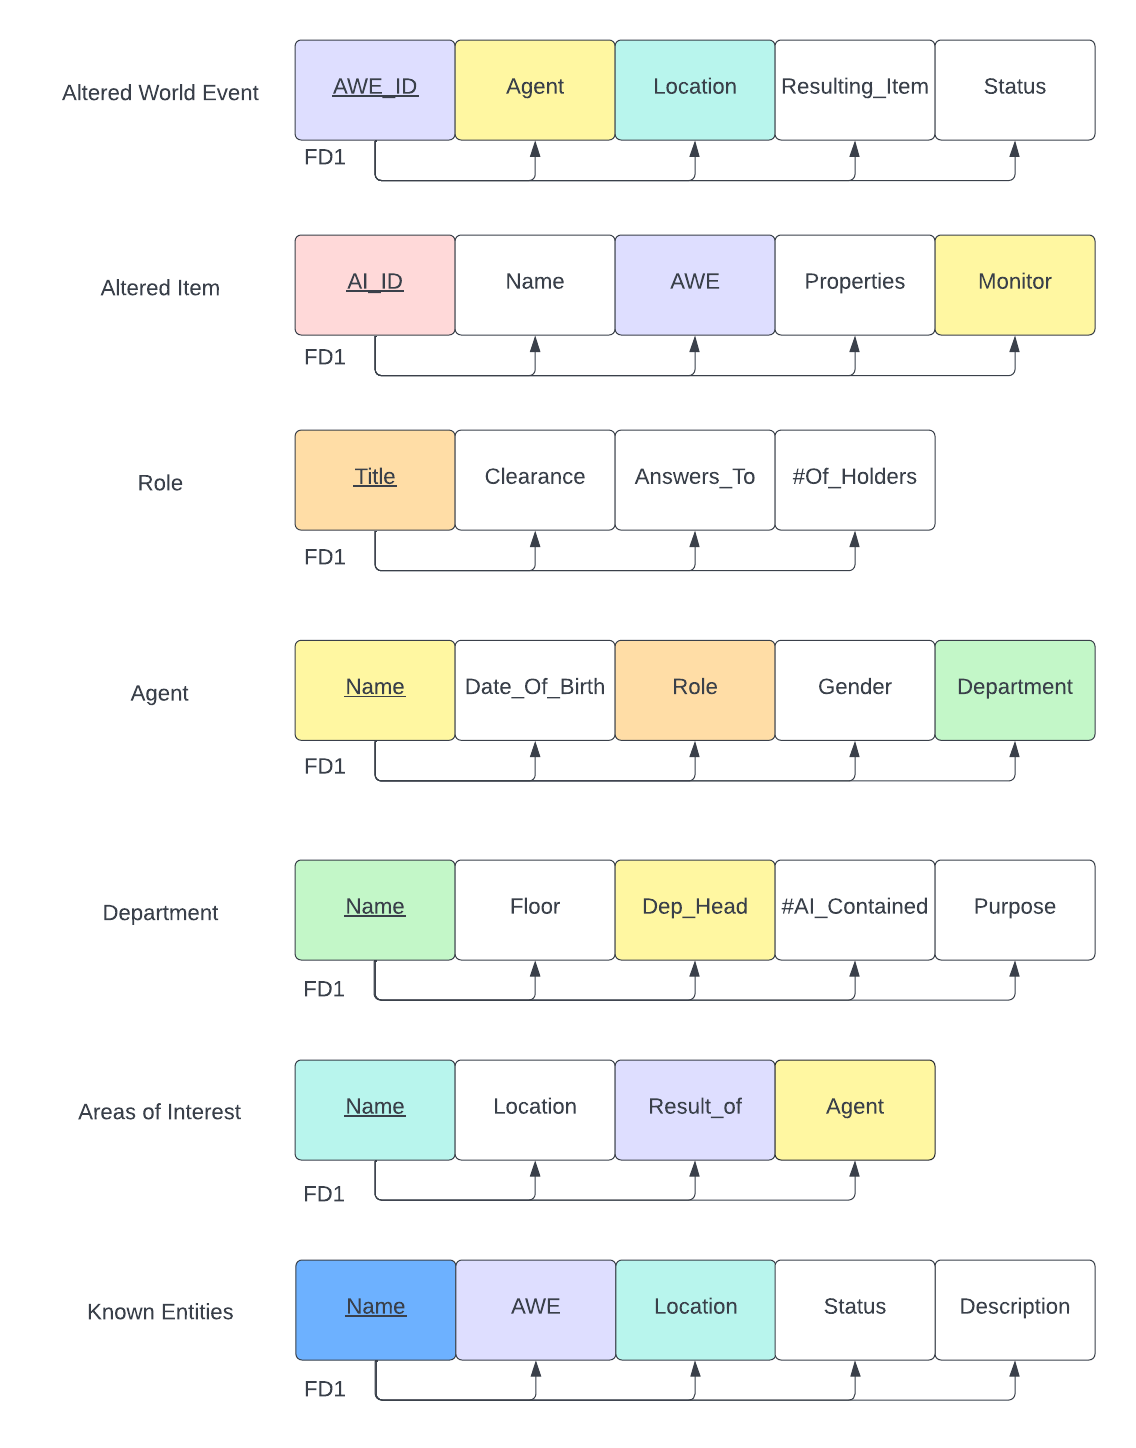 Altered World Event
AWE_ID Agent Location Resulting_Item Status
FD1
Altered Item
AI_ID Name AWE Properties Monitor
FD1
Role
Title Clearance Answers_To #Of_Holders
FD1
Agent
Name Date_Of_Birth Role Gender Department
FD1
Department
Name Floor Dep_Head #AI_Contained Purpose
FD1
Areas of Interest
Name Location Result_of Agent
FD1
Known Entities
Name AWE Location Status Description
FD1